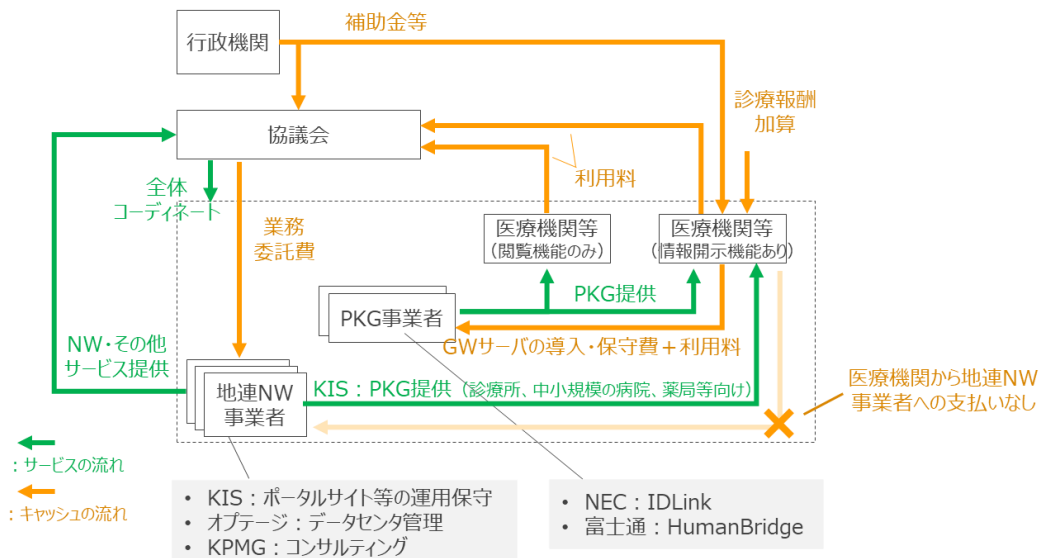 補助金等
行政機関
診療報酬
加算
協議会
利用料
全体
コーディネート
業務
委託費
医療機関等
（閲覧機能のみ）
医療機関等
（情報開示機能あり）
PKG提供
PKG事業者
GWサーバの導入・保守費＋利用料
NW・その他
サービス提供
地連NW
事業者
KIS：PKG提供（診療所、中小規模の病院、薬局等向け）
医療機関から地連NW
事業者への支払いなし
：サービスの流れ
：キャッシュの流れ
• KIS：ポータルサイト等の運用保守
• オプテージ：データセンタ管理
• KPMG：コンサルティング
• NEC：IDLink
• 富士通：HumanBridge